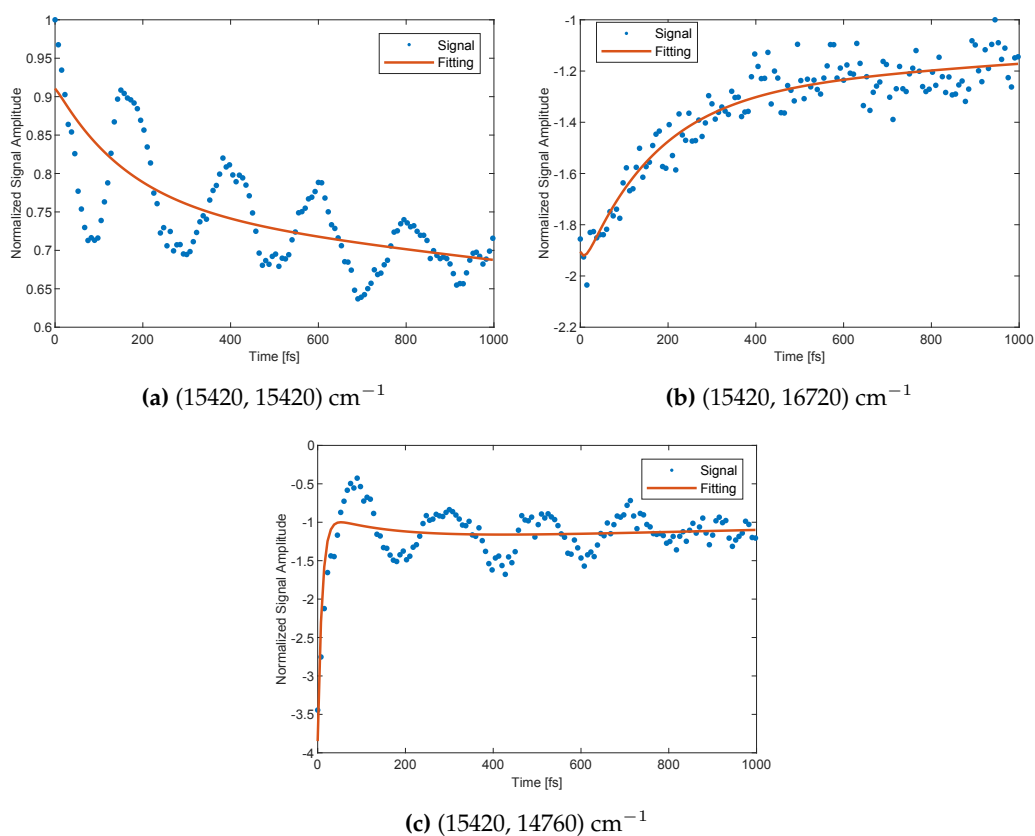 1
0.95
0.9
0.85
0.8
0.75
0.7
0.65
0.6
Normalized Signal Amplitude
Signal
Fitting
0 200 400 600 800 1000
Time [fs]
(a) (15420, 15420) cm−1
-1
-1.2
-1.4
-1.6
-1.8
-2
-2.2
Normalized Signal Amplitude
Signal
Fitting
0 200 400 600 800 1000
Time [fs]
(b) (15420, 16720) cm−1
0
-0.5
-1
-1.5
-2
-2.5
-3
-3.5
-4
Normalized Signal Amplitude
Signal
Fitting
0 200 400 600 800 1000
Time [fs]
(c) (15420, 14760) cm−1